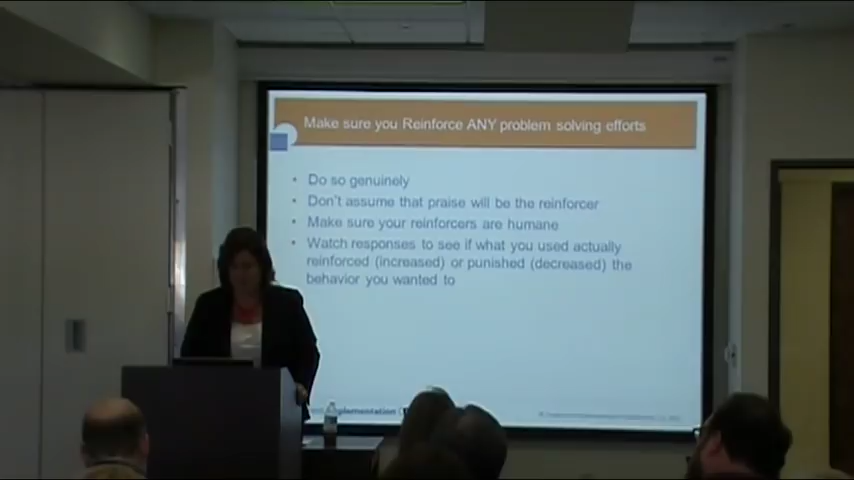 Make sure you Reinforce ANY problem solving efforts
• Do so genuinely
• Don't assume that praise will be the reinforcer
• Make sure your reinforcers are humane
• Watch responses to see if what you used actually
reinforced (increased) or punished (decreased) the
behavior you wanted to
Implementation